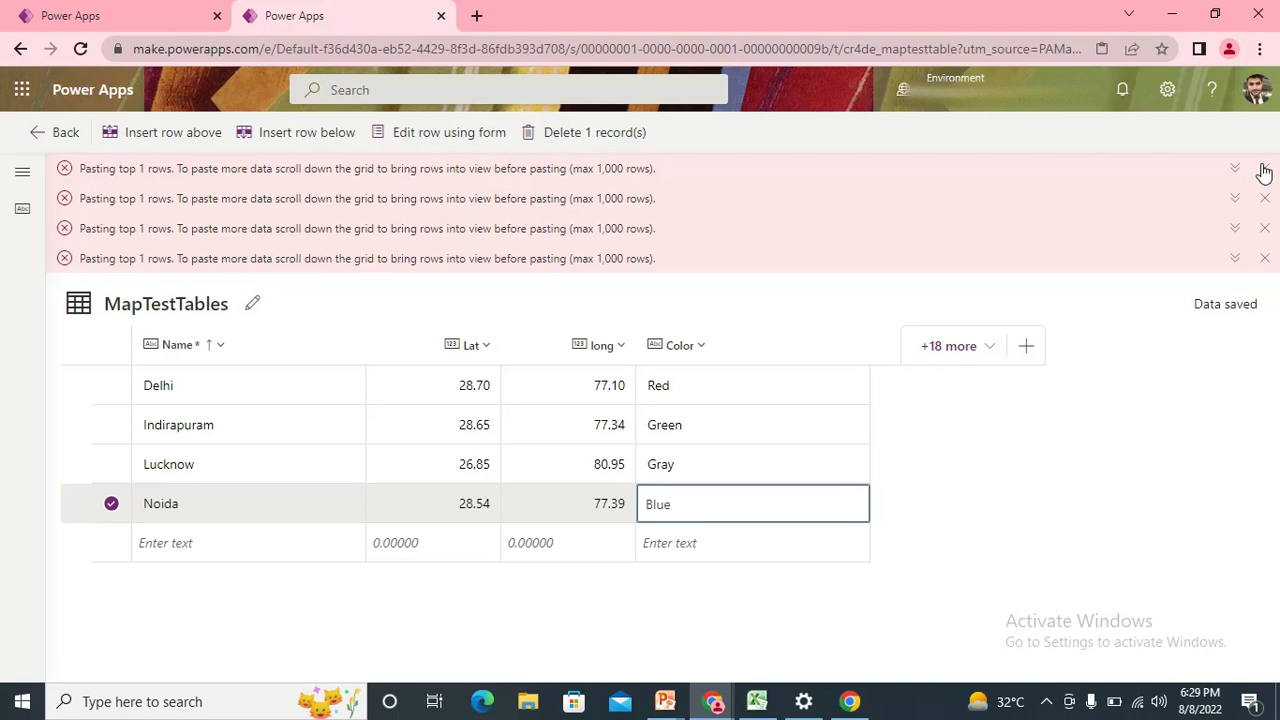 Power Apps
Power Apps
make.powerapps.com/e/Default-f36d430a-eb52-4429-8f3d-86fdb393d708/s/00000001-0000-0000-0001-00000000009b/t/cr4de_maptesttable?utm_source=PAMa...
Power Apps
Search
Environment
Back
Insert row above
Insert row below
Edit row using form
Delete 1 record(s)
Pasting top 1 rows. To paste more data scroll down the grid to bring rows into view before pasting (max 1,000 rows).
Pasting top 1 rows. To paste more data scroll down the grid to bring rows into view before pasting (max 1,000 rows).
Pasting top 1 rows. To paste more data scroll down the grid to bring rows into view before pasting (max 1,000 rows).
Pasting top 1 rows. To paste more data scroll down the grid to bring rows into view before pasting (max 1,000 rows).
Abc
MapTestTables
Data saved
Abc Name * ↑ 123 Lat 123 long Abc Color +18 more
Delhi 28.70 77.10 Red
Indirapuram 28.65 77.34 Green
Lucknow 26.85 80.95 Gray
Noida 28.54 77.39 Blue
Enter text 0.00000 0.00000 Enter text
Activate Windows
Go to Settings to activate Windows.
Type here to search
32°C
6:29 PM
8/8/2022
1